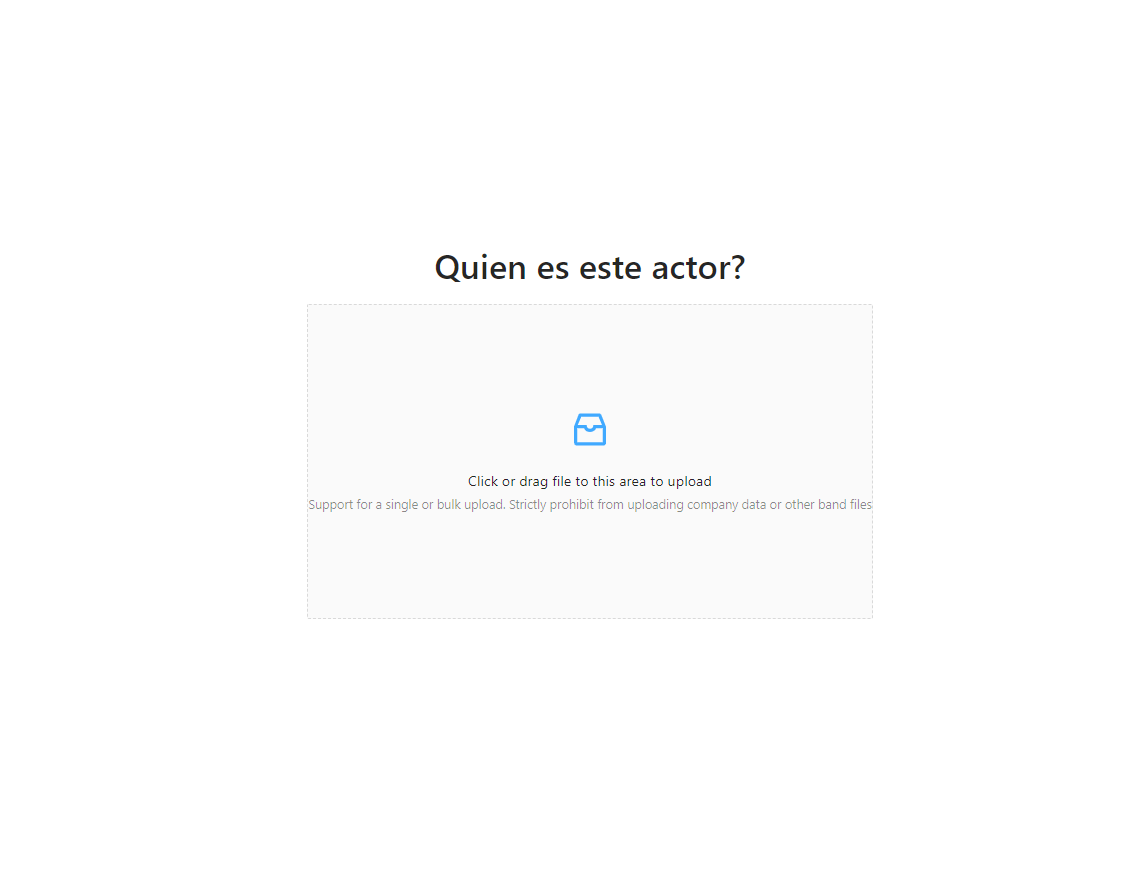 Quien es este actor?
Click or drag file to this area to upload
Support for a single or bulk upload. Strictly prohibit from uploading company data or other band files